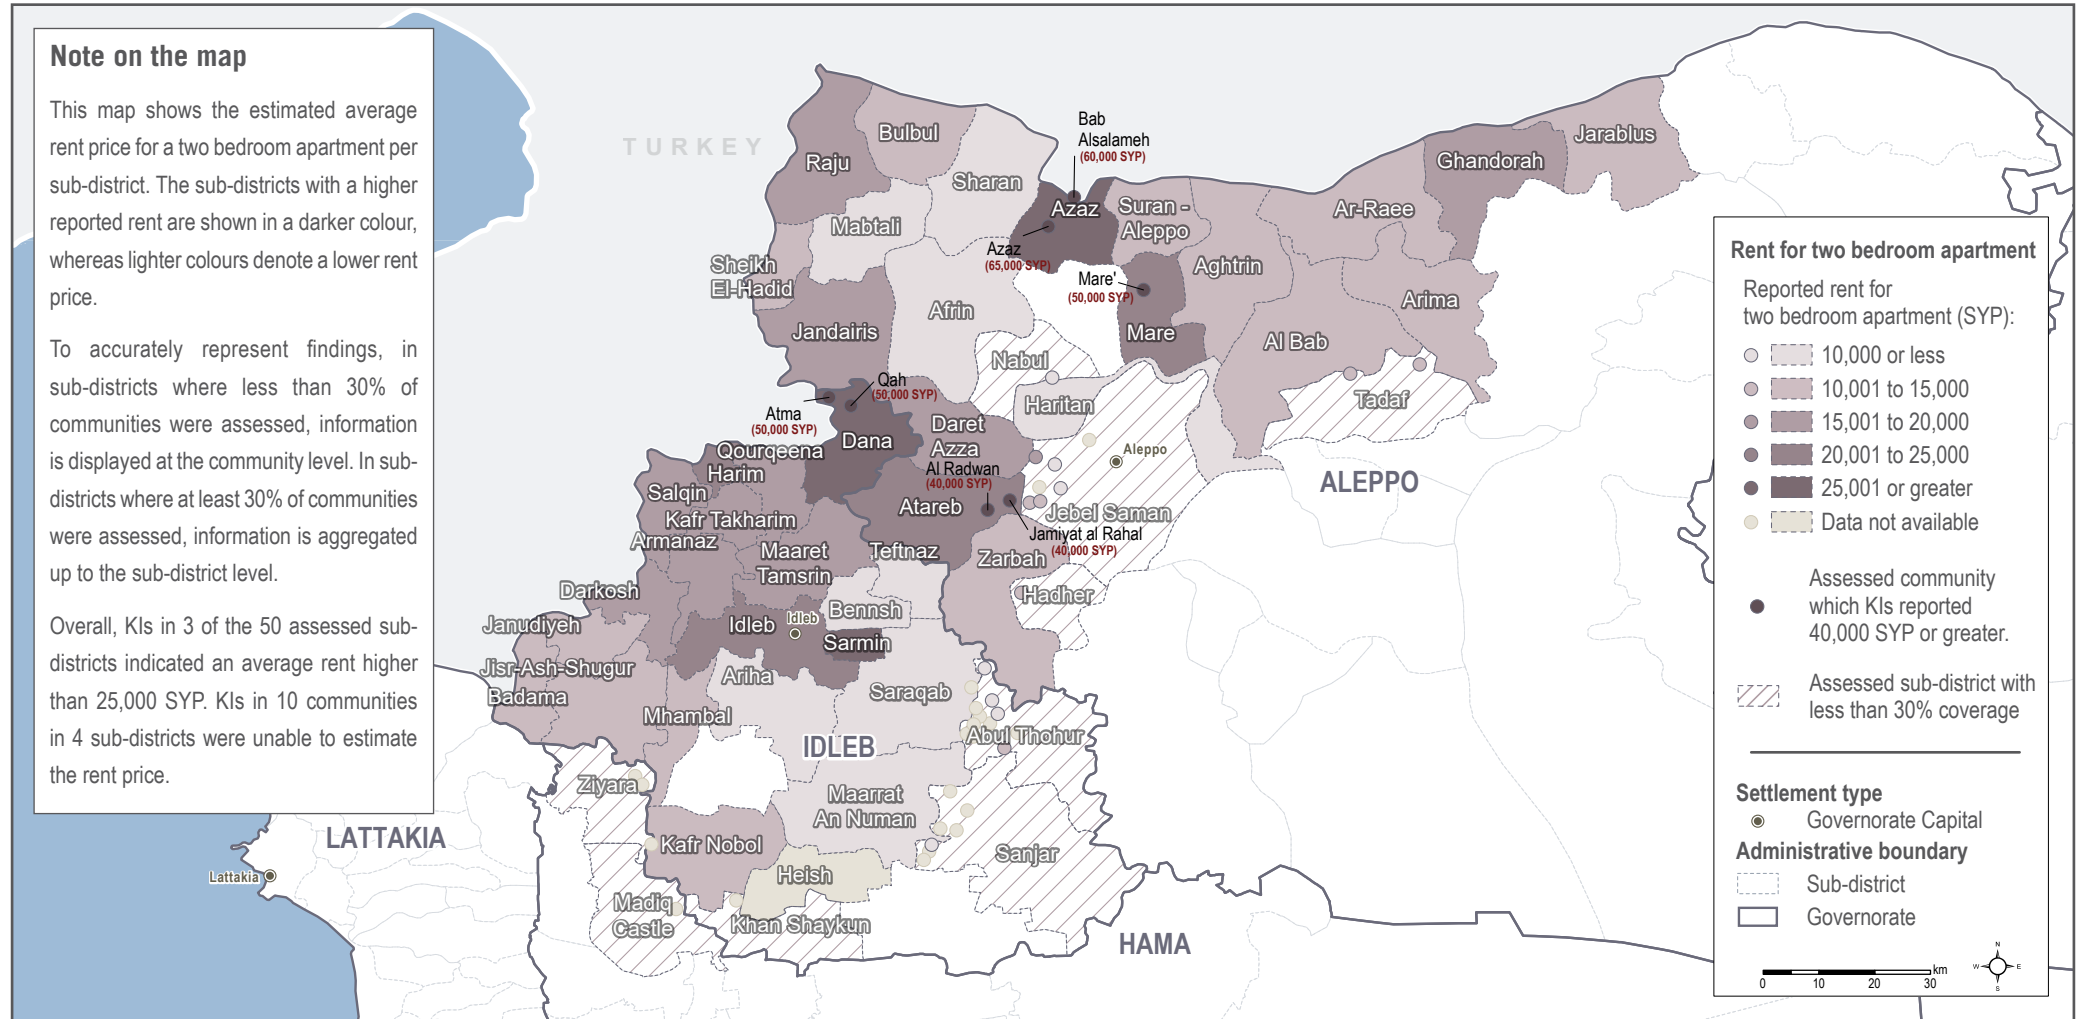 Note on the map
This map shows the estimated average
rent price for a two bedroom apartment per
sub-district. The sub-districts with a higher
reported rent are shown in a darker colour,
whereas lighter colours denote a lower rent
price.
To accurately represent findings, in
sub-districts where less than 30% of
communities were assessed, information
is displayed at the community level. In sub-
districts where at least 30% of communities
were assessed, information is aggregated
up to the sub-district level.
Overall, KIs in 3 of the 50 assessed sub-
districts indicated an average rent higher
than 25,000 SYP. KIs in 10 communities
in 4 sub-districts were unable to estimate
the rent price.
TURKEY
Raju
Bulbul
Sharan
Mabtali
Sheikh
El-Hadid
Jandairis
Afrin
Bab
Alsalameh
(60,000 SYP)
Azaz
Azaz
(65,000 SYP)
Suran -
Aleppo
Mare'
(50,000 SYP)
Mare
Aghtrin
Ar-Raee
Ghandorah
Jarablus
Arima
Al Bab
Tadaf
Nabul
Haritan
Aleppo
ALEPPO
Qah
(50,000 SYP)
Atma
(50,000 SYP)
Dana
Daret
Azza
Al Radwan
(40,000 SYP)
Atareb
Jebel Saman
Jamiyat al Rahal
(40,000 SYP)
Zarbah
Hadher
Qourqeena
Harim
Salqin
Kafr Takharim
Armanaz
Maaret
Tamsrin
Teftnaz
Darkosh
Bennsh
Janudiyeh
Idleb
Idleb
Sarmin
Jisr-Ash-Shugur
Badama
Ariha
Saraqab
Mhambal
IDLEB
Abul Thohur
Ziyara
Maarrat
An Numan
Kafr Nobol
Heish
Sanjar
Madiq
Castle
Khan Shaykun
LATTAKIA
Lattakia
HAMA
Rent for two bedroom apartment
Reported rent for
two bedroom apartment (SYP):
10,000 or less
10,001 to 15,000
15,001 to 20,000
20,001 to 25,000
25,001 or greater
Data not available
Assessed community
which KIs reported
40,000 SYP or greater.
Assessed sub-district with
less than 30% coverage
Settlement type
Governorate Capital
Administrative boundary
Sub-district
Governorate
N
W E
S
km
0 10 20 30